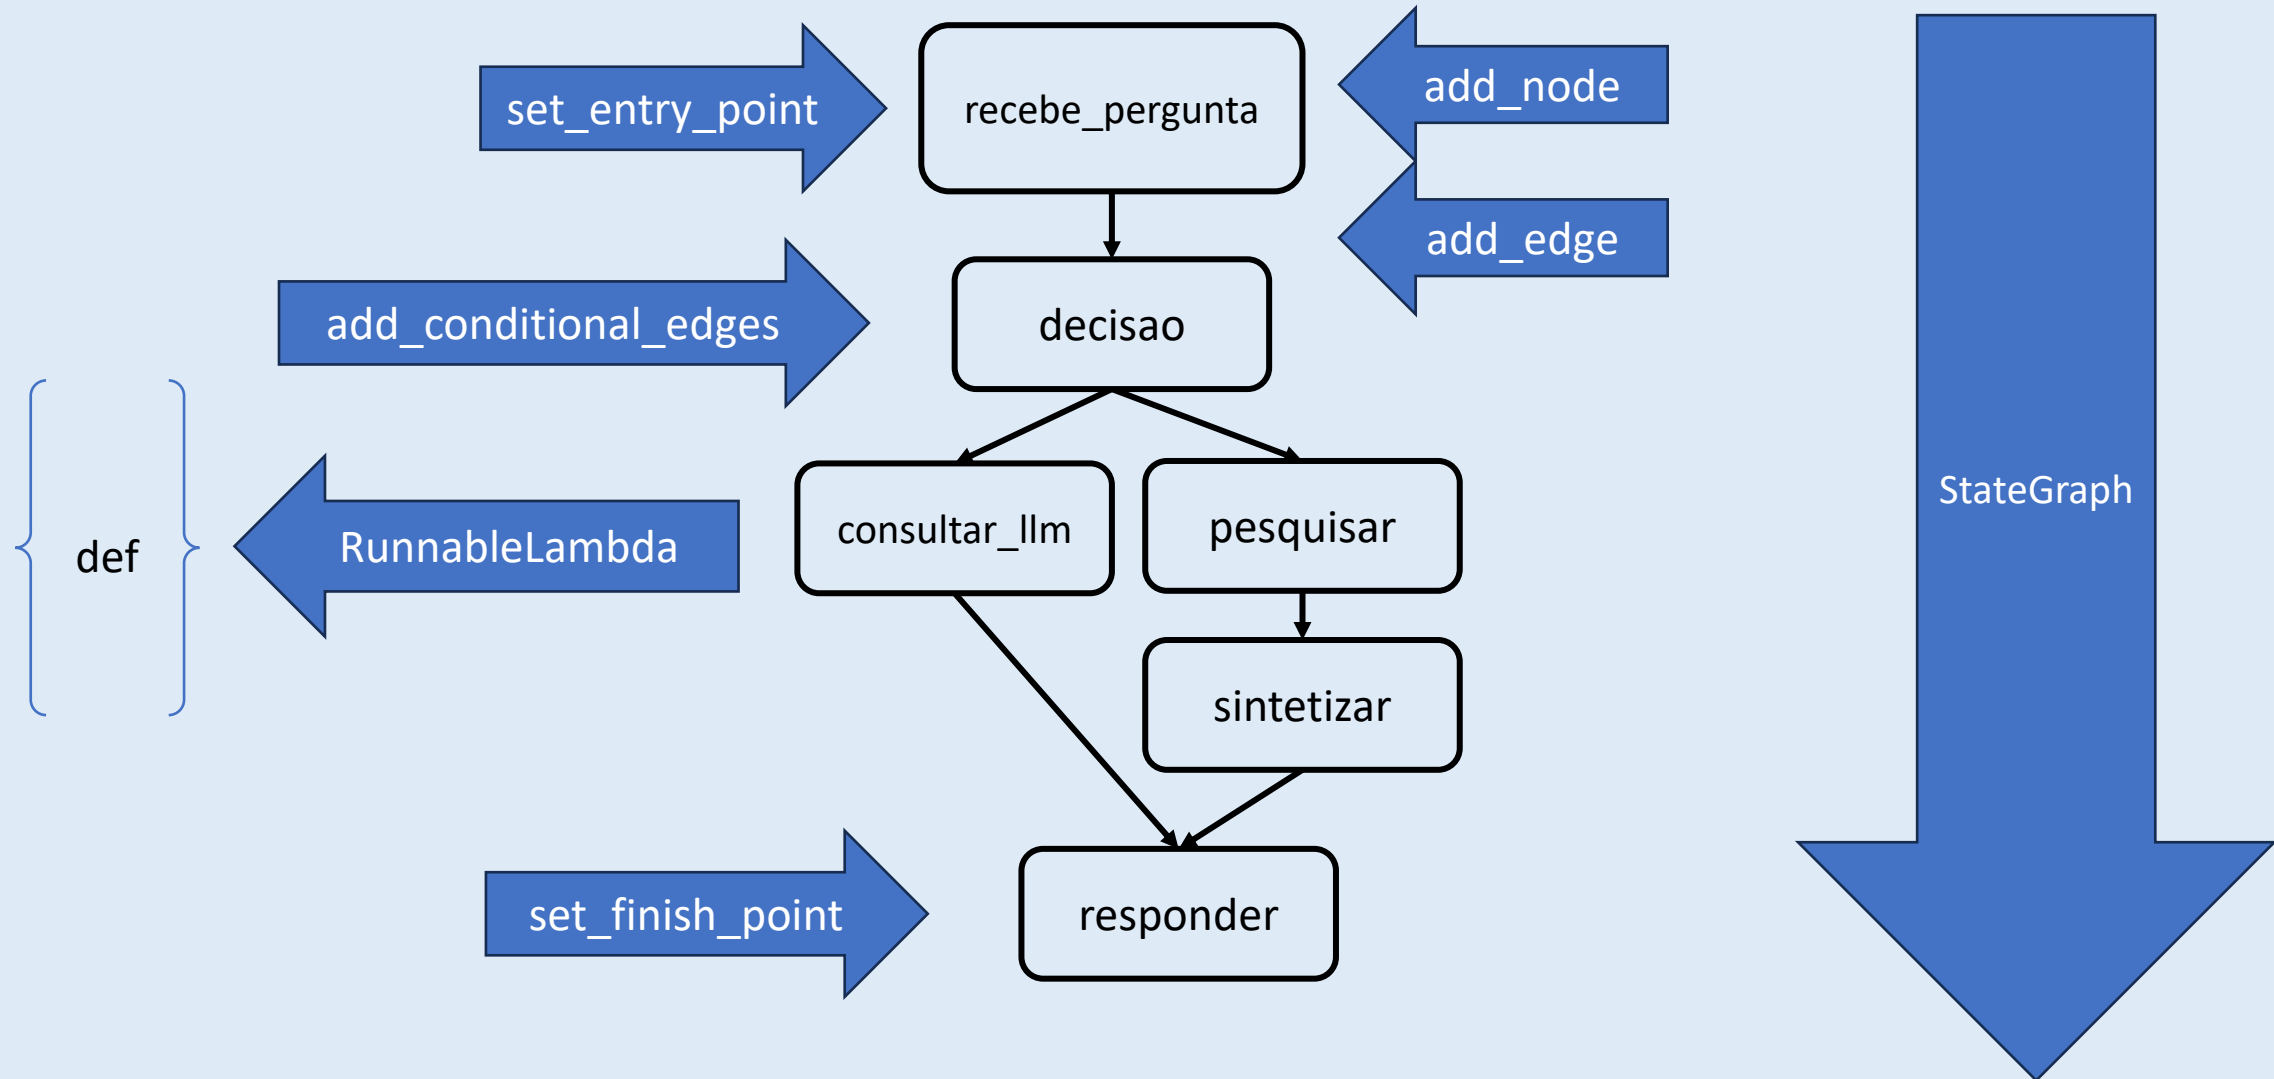 set_entry_point
recebe_pergunta
add_node
add_edge
add_conditional_edges
decisao
StateGraph
def
RunnableLambda
consultar_llm
pesquisar
sintetizar
set_finish_point
responder